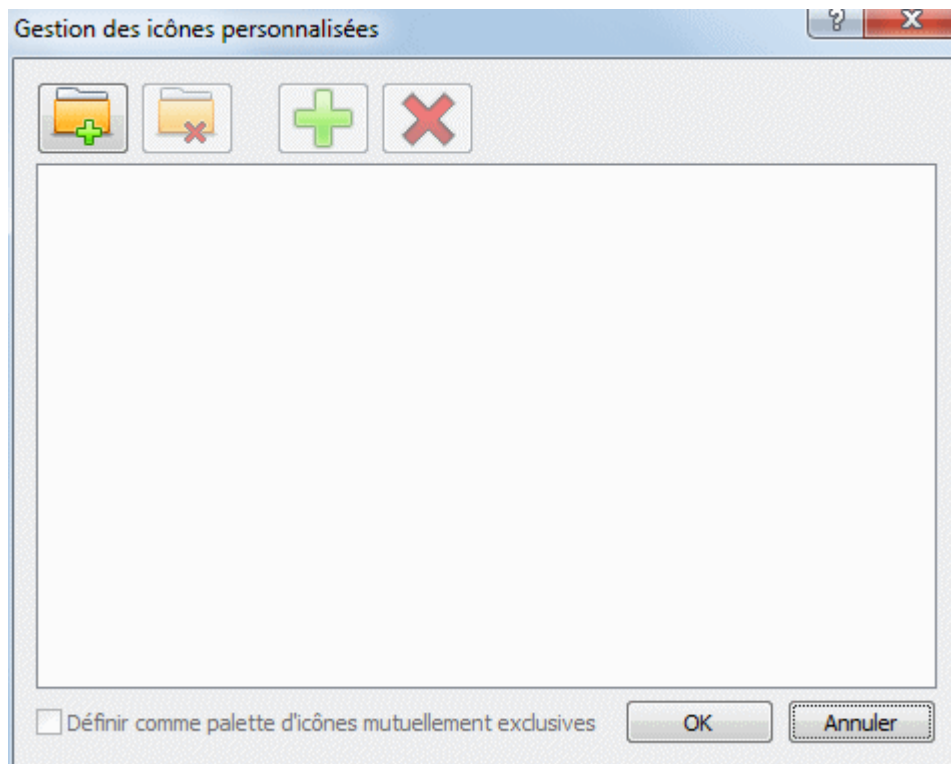 Gestion des icônes personnalisées
Définir comme palette d'icônes mutuellement exclusives
OK
Annuler